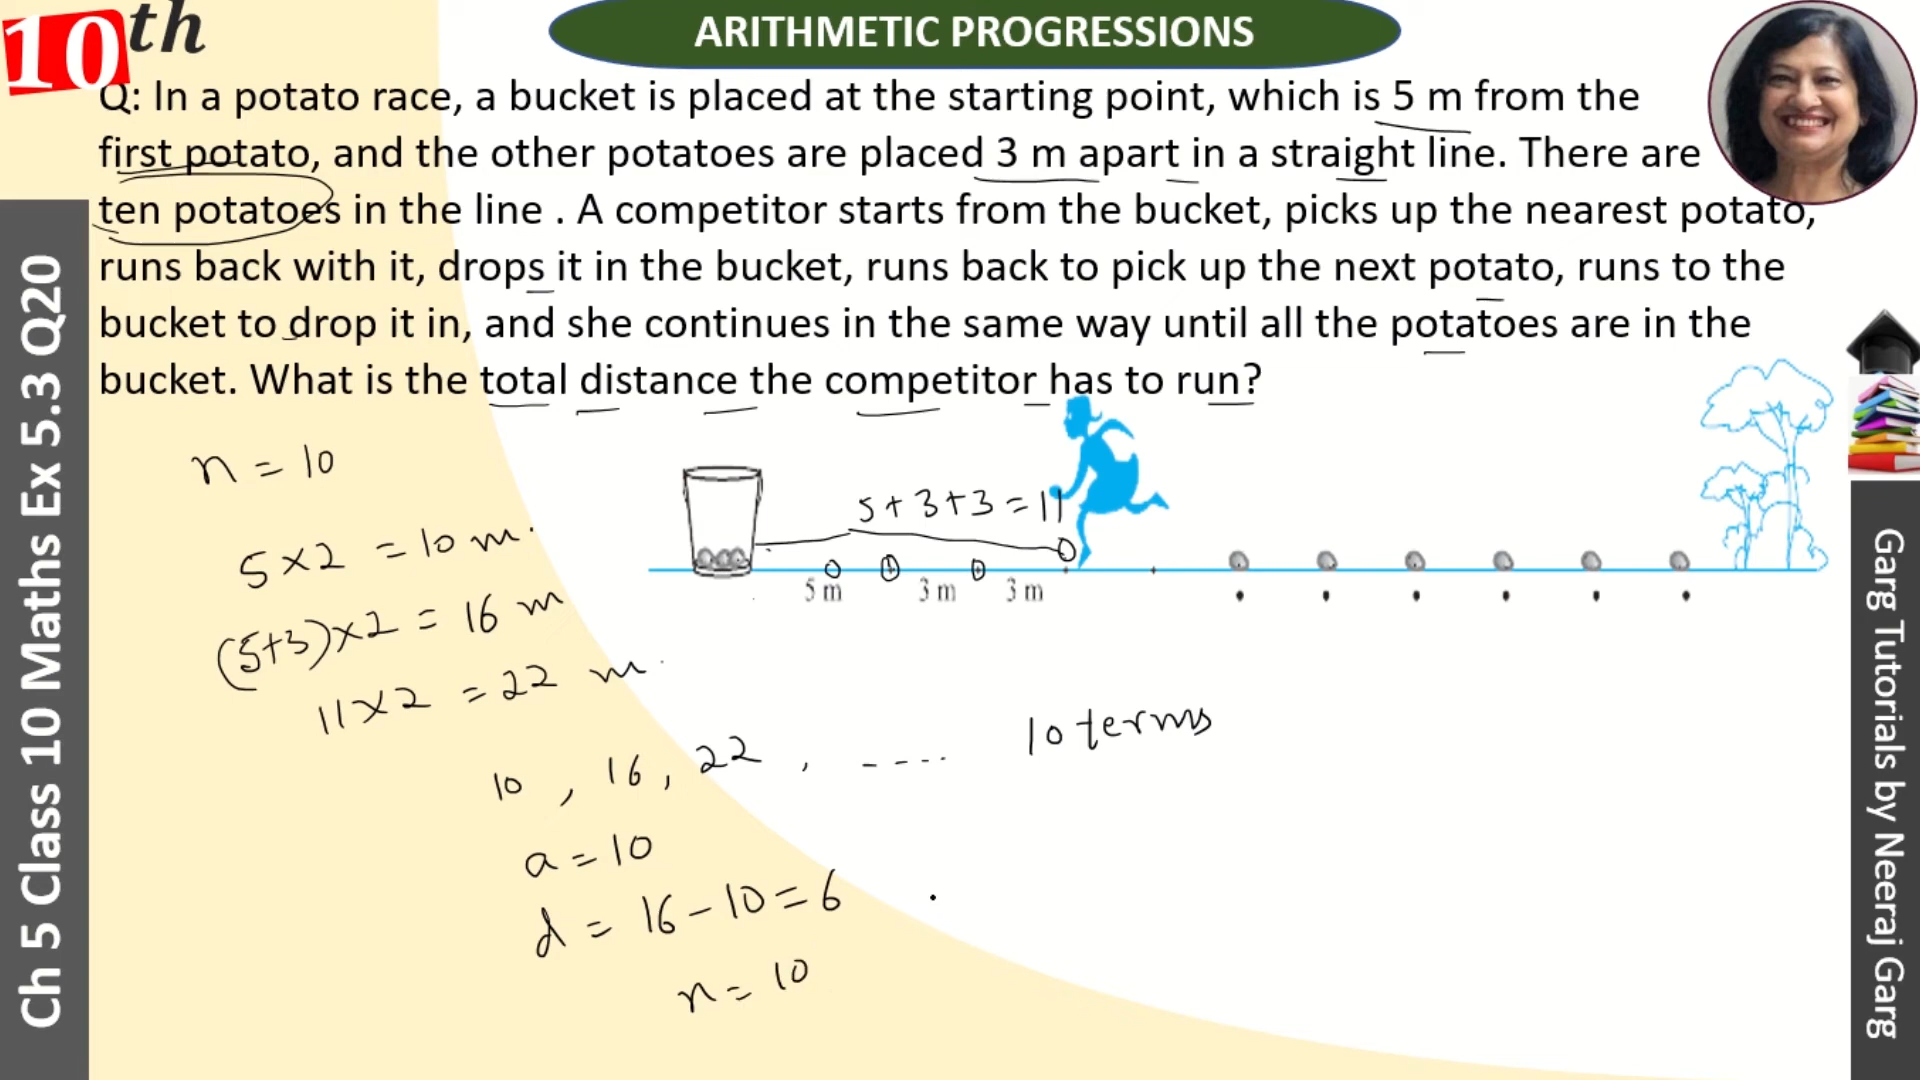 10th
ARITHMETIC PROGRESSIONS
Q: In a potato race, a bucket is placed at the starting point, which is 5 m from the
first potato, and the other potatoes are placed 3 m apart in a straight line. There are
ten potatoes in the line . A competitor starts from the bucket, picks up the nearest potato,
runs back with it, drops it in the bucket, runs back to pick up the next potato, runs to the
bucket to drop it in, and she continues in the same way until all the potatoes are in the
bucket. What is the total distance the competitor has to run?
Ch 5 Class 10 Maths Ex 5.3 Q20
n = 10
5 × 2 = 10 m.
(5+3) × 2 = 16 m
11 × 2 = 22 m.
5 + 3 + 3 = 11
5 m 3 m 3 m
10 , 16, 22 , ---- 10 terms
a = 10
d = 16 - 10 = 6
n = 10
Garg Tutorials by Neeraj Garg